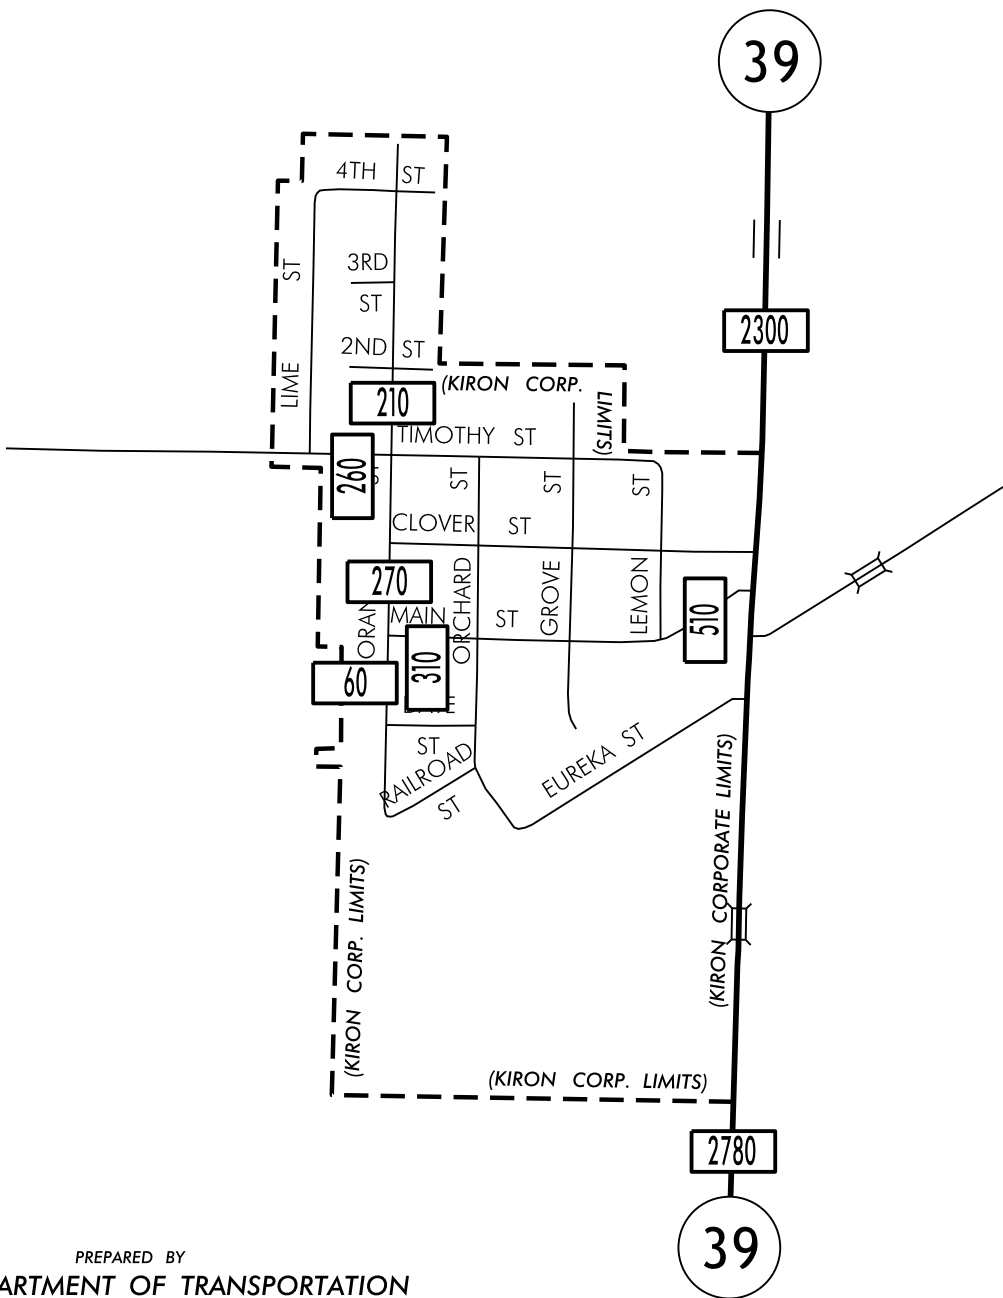 39
4TH ST
3RD
ST
2ND ST
LIME ST
2300
(KIRON CORP.
LIMITS)
210
TIMOTHY ST
260
ST
ORCHARD ST
GROVE ST
LEMON ST
CLOVER ST
270
MAIN ST
510
310
60
ST
RAILROAD
ST
EUREKA ST
(KIRON CORPORATE LIMITS)
(KIRON CORP. LIMITS)
(KIRON CORP. LIMITS)
2780
39
PREPARED BY
ARTMENT OF TRANSPORTATION